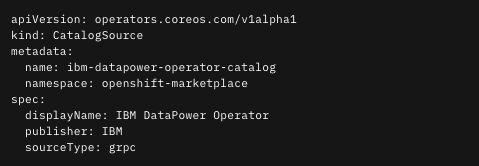 apiVersion: operators.coreos.com/v1alpha1
kind: CatalogSource
metadata:
  name: ibm-datapower-operator-catalog
  namespace: openshift-marketplace
spec:
  displayName: IBM DataPower Operator
  publisher: IBM
  sourceType: grpc